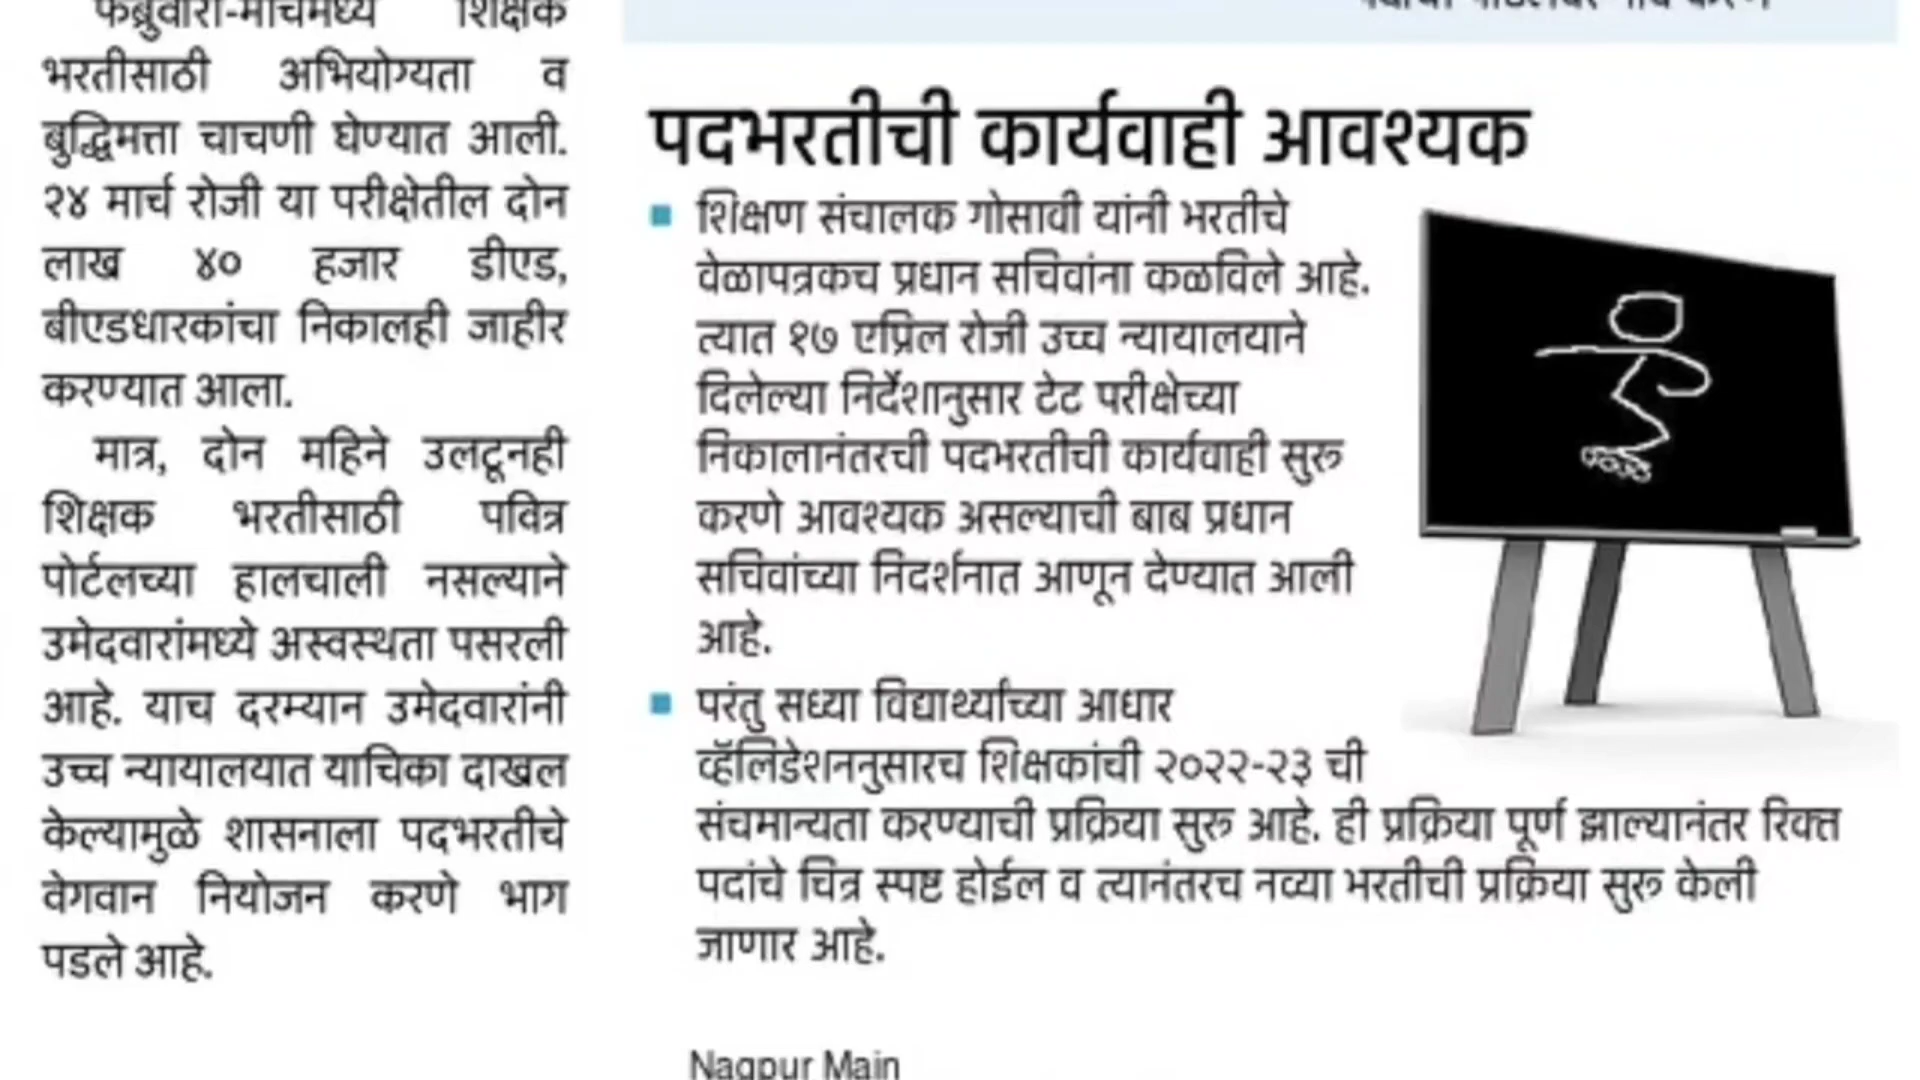 फेब्रुवारी-मार्चमध्ये शिक्षक
भरतीसाठी अभियोग्यता व
बुद्धिमत्ता चाचणी घेण्यात आली.
२४ मार्च रोजी या परीक्षेतील दोन
लाख ४० हजार डीएड,
बीएडधारकांचा निकालही जाहीर
करण्यात आला.
मात्र, दोन महिने उलटूनही
शिक्षक भरतीसाठी पवित्र
पोर्टलच्या हालचाली नसल्याने
उमेदवारांमध्ये अस्वस्थता पसरली
आहे. याच दरम्यान उमेदवारांनी
उच्च न्यायालयात याचिका दाखल
केल्यामुळे शासनाला पदभरतीचे
वेगवान नियोजन करणे भाग
पडले आहे.
पदभरतीची कार्यवाही आवश्यक
शिक्षण संचालक गोसावी यांनी भरतीचे
वेळापत्रकच प्रधान सचिवांना कळविले आहे.
त्यात १७ एप्रिल रोजी उच्च न्यायालयाने
दिलेल्या निर्देशानुसार टेट परीक्षेच्या
निकालानंतरची पदभरतीची कार्यवाही सुरू
करणे आवश्यक असल्याची बाब प्रधान
सचिवांच्या निदर्शनात आणून देण्यात आली
आहे.
परंतु सध्या विद्यार्थ्यांच्या आधार
व्हॅलिडेशननुसारच शिक्षकांची २०२२-२३ ची
संचमान्यता करण्याची प्रक्रिया सुरू आहे. ही प्रक्रिया पूर्ण झाल्यानंतर रिक्त
पदांचे चित्र स्पष्ट होईल व त्यानंतरच नव्या भरतीची प्रक्रिया सुरू केली
जाणार आहे.
Nagpur Main